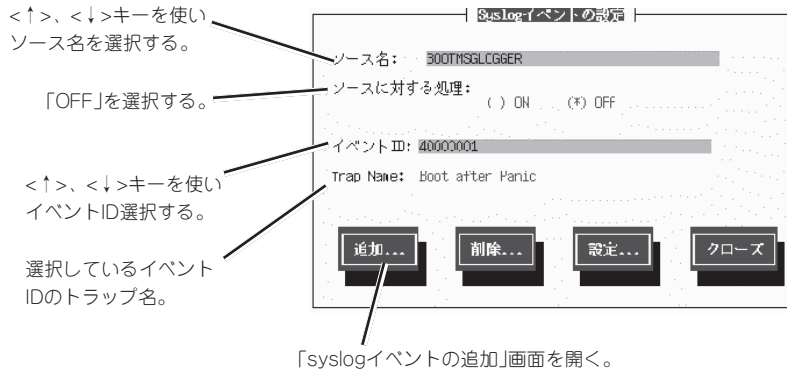 <↑>、<↓>キーを使い
ソース名を選択する。
「OFF」を選択する。
<↑>、<↓>キーを使い
イベントID選択する。
選択しているイベント
IDのトラップ名。
Syslogイベントの設定
ソース名: BOOTMSGLOGGER
ソースに対する処理:
( ) ON (*) OFF
イベントID: 40000001
Trap Name: Boot after Panic
追加... 削除... 設定... クローズ
「syslogイベントの追加」画面を開く。